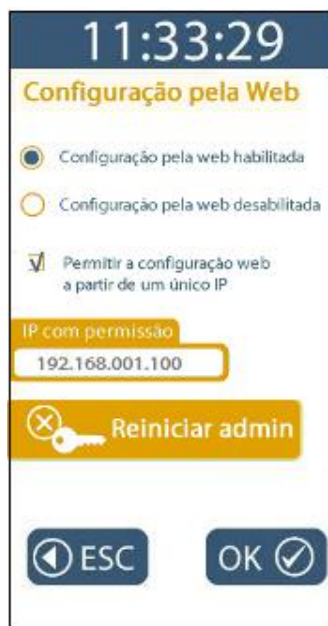 11:33:29
Configuração pela Web
Configuração pela web habilitada
Configuração pela web desabilitada
Permitir a configuração web
a partir de um único IP
IP com permissão
192.168.001.100
Reiniciar admin
ESC
OK